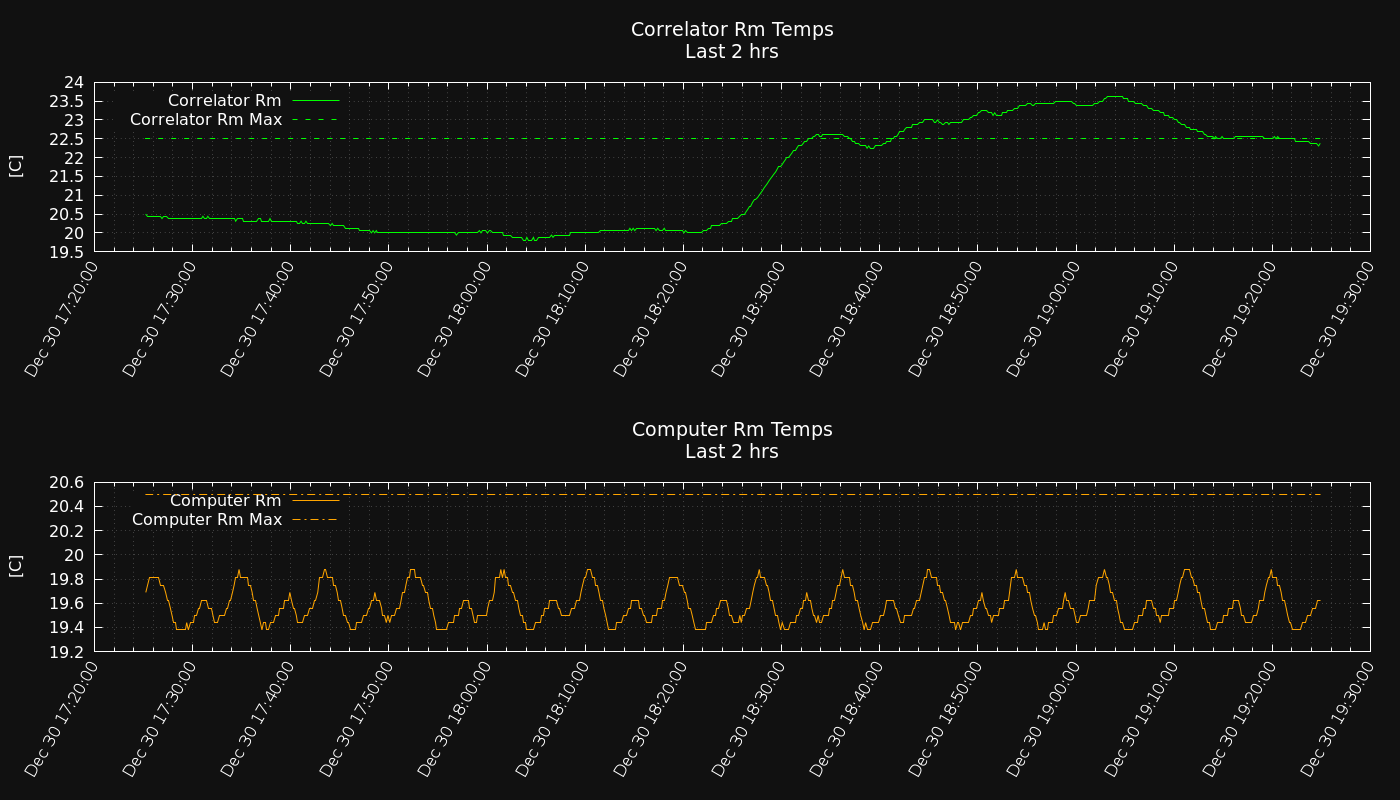 Correlator Rm Temps
Last 2 hrs
24
23.5
23
22.5
22
21.5
21
20.5
20
19.5
[C]
Correlator Rm
Correlator Rm Max
Dec 30 17:20:00
Dec 30 17:30:00
Dec 30 17:40:00
Dec 30 17:50:00
Dec 30 18:00:00
Dec 30 18:10:00
Dec 30 18:20:00
Dec 30 18:30:00
Dec 30 18:40:00
Dec 30 18:50:00
Dec 30 19:00:00
Dec 30 19:10:00
Dec 30 19:20:00
Dec 30 19:30:00
Computer Rm Temps
Last 2 hrs
20.6
20.4
20.2
20
19.8
19.6
19.4
19.2
[C]
Computer Rm
Computer Rm Max
Dec 30 17:20:00
Dec 30 17:30:00
Dec 30 17:40:00
Dec 30 17:50:00
Dec 30 18:00:00
Dec 30 18:10:00
Dec 30 18:20:00
Dec 30 18:30:00
Dec 30 18:40:00
Dec 30 18:50:00
Dec 30 19:00:00
Dec 30 19:10:00
Dec 30 19:20:00
Dec 30 19:30:00